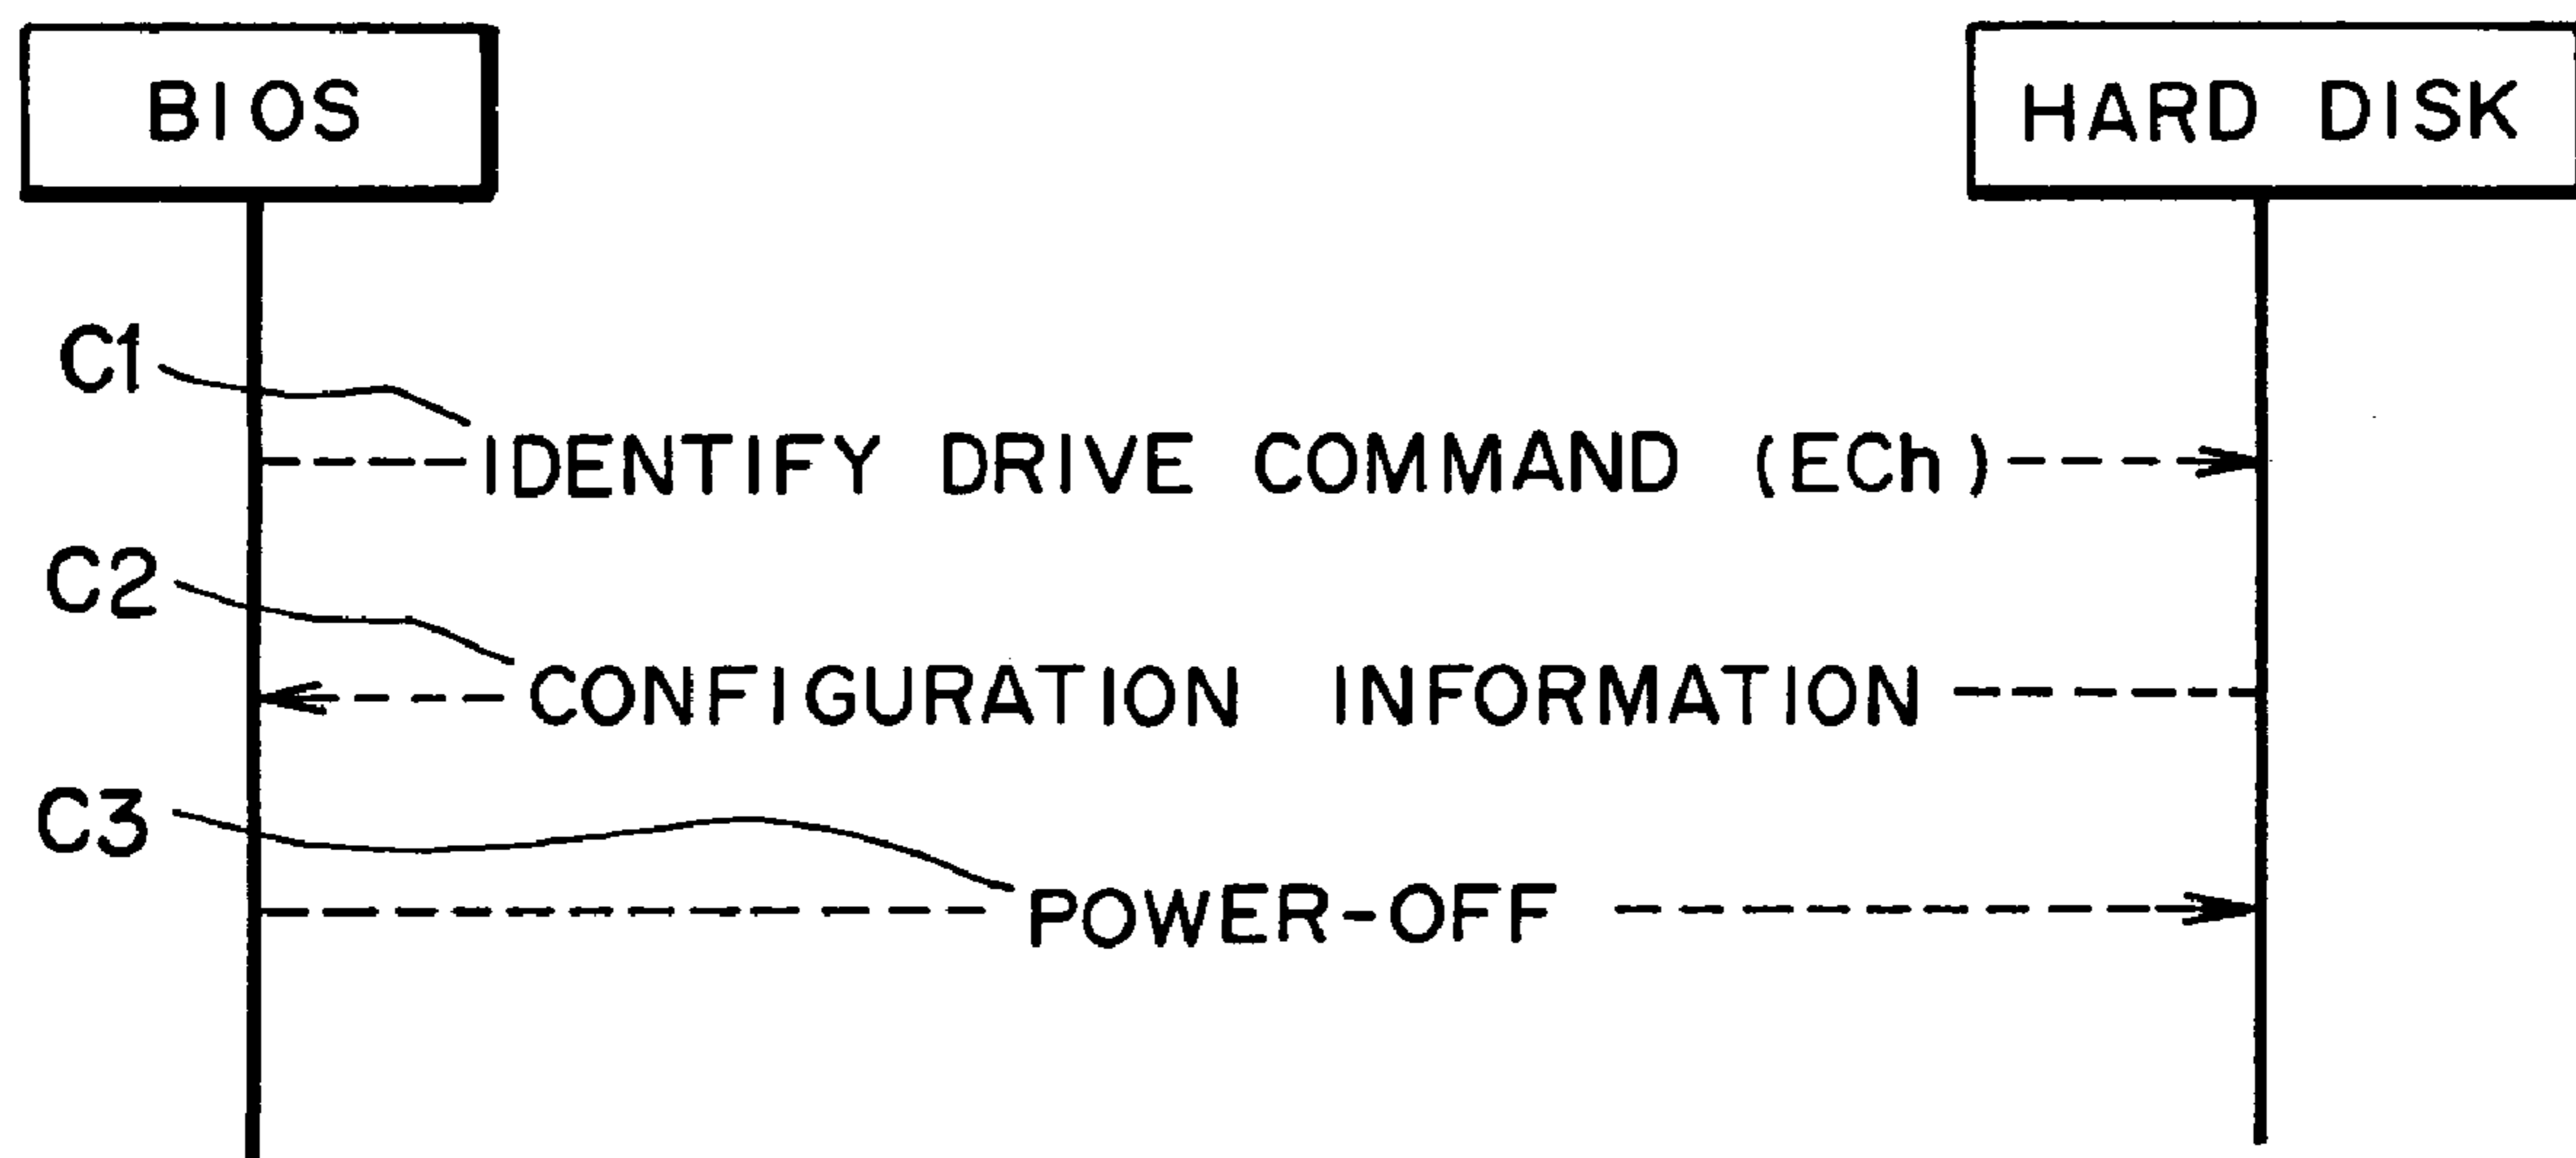 BIOS
HARD DISK
C1
IDENTIFY DRIVE COMMAND (ECh)
C2
CONFIGURATION INFORMATION
C3
POWER-OFF